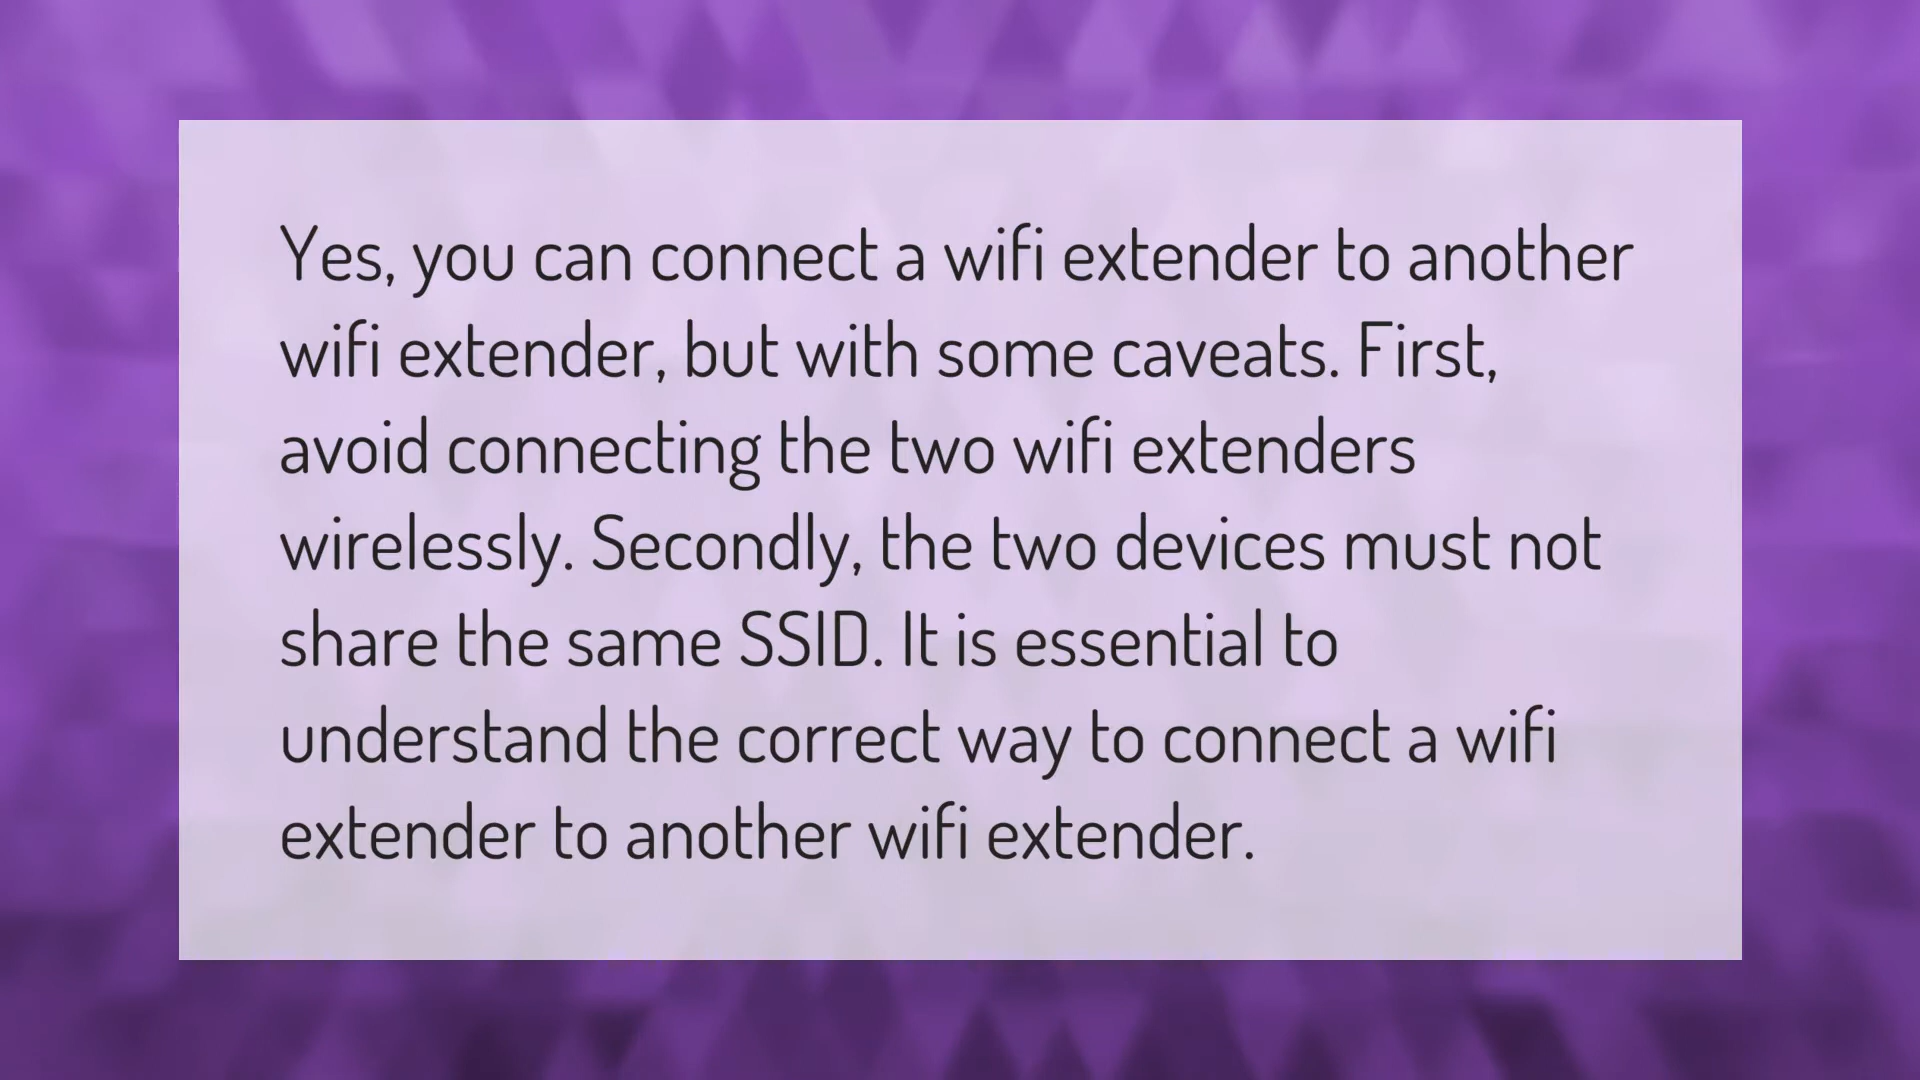 Yes, you can connect a wifi extender to another
wifi extender, but with some caveats. First,
avoid connecting the two wifi extenders
wirelessly. Secondly, the two devices must not
share the same SSID. It is essential to
understand the correct way to connect a wifi
extender to another wifi extender.